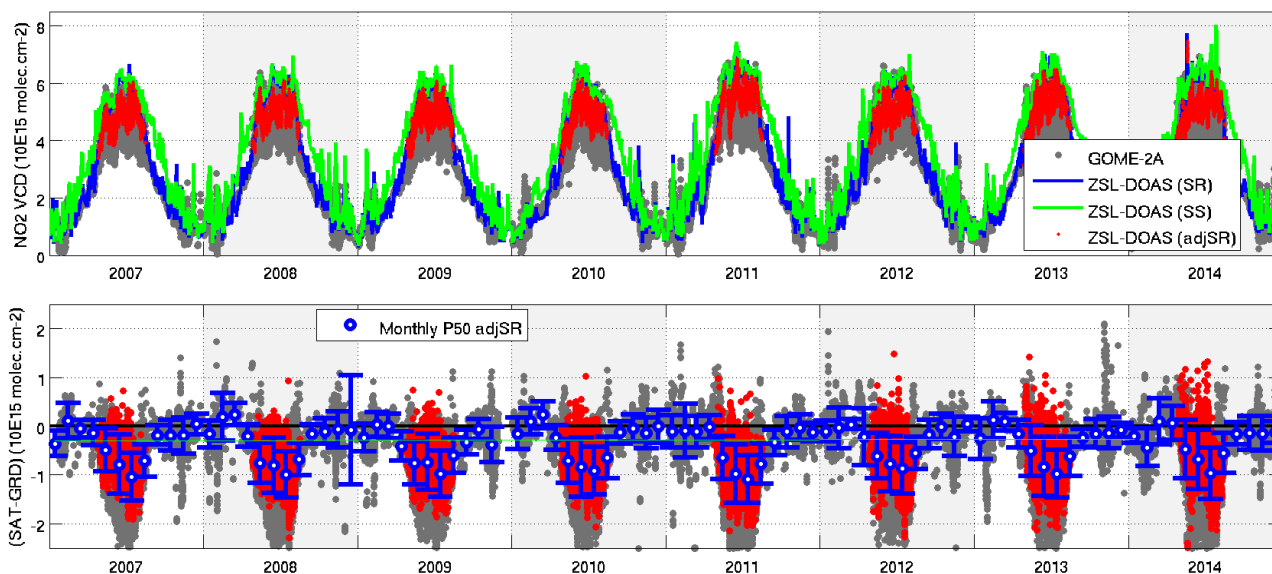 8
6
4
2
0
NO2 VCD (10E15 molec.cm-2)
GOME-2A
ZSL-DOAS (SR)
ZSL-DOAS (SS)
ZSL-DOAS (adjSR)
2007 2008 2009 2010 2011 2012 2013 2014
2
1
0
-1
-2
(SAT-GRD) (10E15 molec.cm-2)
Monthly P50 adjSR
2007 2008 2009 2010 2011 2012 2013 2014